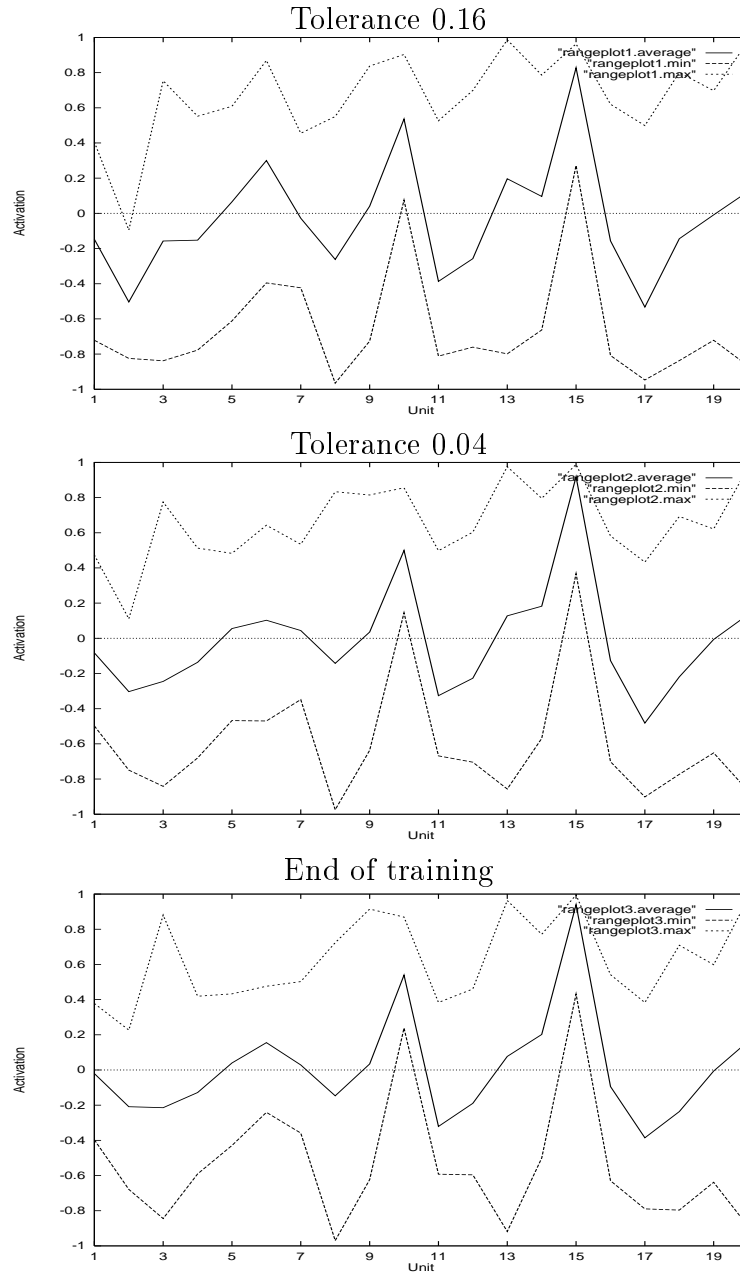 Tolerance 0.16
1
0.8
0.6
0.4
0.2
0
-0.2
-0.4
-0.6
-0.8
-1
Activation
"rangeplot1.average"
"rangeplot1.min"
"rangeplot1.max"
1 3 5 7 9 11 13 15 17 19
Unit
Tolerance 0.04
1
0.8
0.6
0.4
0.2
0
-0.2
-0.4
-0.6
-0.8
-1
Activation
"rangeplot2.average"
"rangeplot2.min"
"rangeplot2.max"
1 3 5 7 9 11 13 15 17 19
Unit
End of training
1
0.8
0.6
0.4
0.2
0
-0.2
-0.4
-0.6
-0.8
-1
Activation
"rangeplot3.average"
"rangeplot3.min"
"rangeplot3.max"
1 3 5 7 9 11 13 15 17 19
Unit